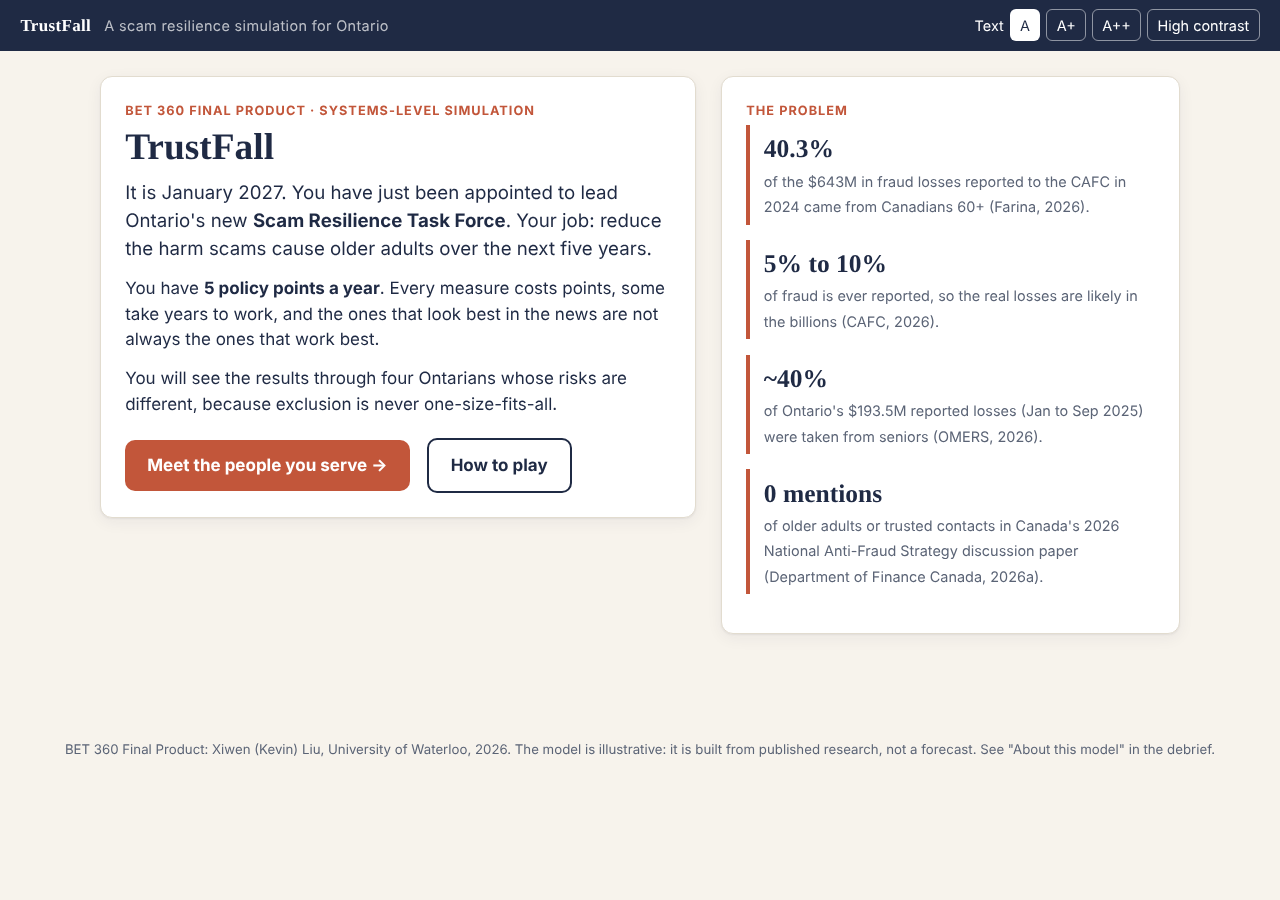 TrustFall A scam resilience simulation for Ontario
Text A A+ A++ High contrast
BET 360 FINAL PRODUCT · SYSTEMS-LEVEL SIMULATION
TrustFall
It is January 2027. You have just been appointed to lead
Ontario's new Scam Resilience Task Force. Your job: reduce
the harm scams cause older adults over the next five years.
You have 5 policy points a year. Every measure costs points, some
take years to work, and the ones that look best in the news are not
always the ones that work best.
You will see the results through four Ontarians whose risks are
different, because exclusion is never one-size-fits-all.
Meet the people you serve →
How to play
THE PROBLEM
40.3%
of the $643M in fraud losses reported to the CAFC in
2024 came from Canadians 60+ (Farina, 2026).
5% to 10%
of fraud is ever reported, so the real losses are likely in
the billions (CAFC, 2026).
~40%
of Ontario's $193.5M reported losses (Jan to Sep 2025)
were taken from seniors (OMERS, 2026).
0 mentions
of older adults or trusted contacts in Canada's 2026
National Anti-Fraud Strategy discussion paper
(Department of Finance Canada, 2026a).
BET 360 Final Product: Xiwen (Kevin) Liu, University of Waterloo, 2026. The model is illustrative: it is built from published research, not a forecast. See "About this model" in the debrief.